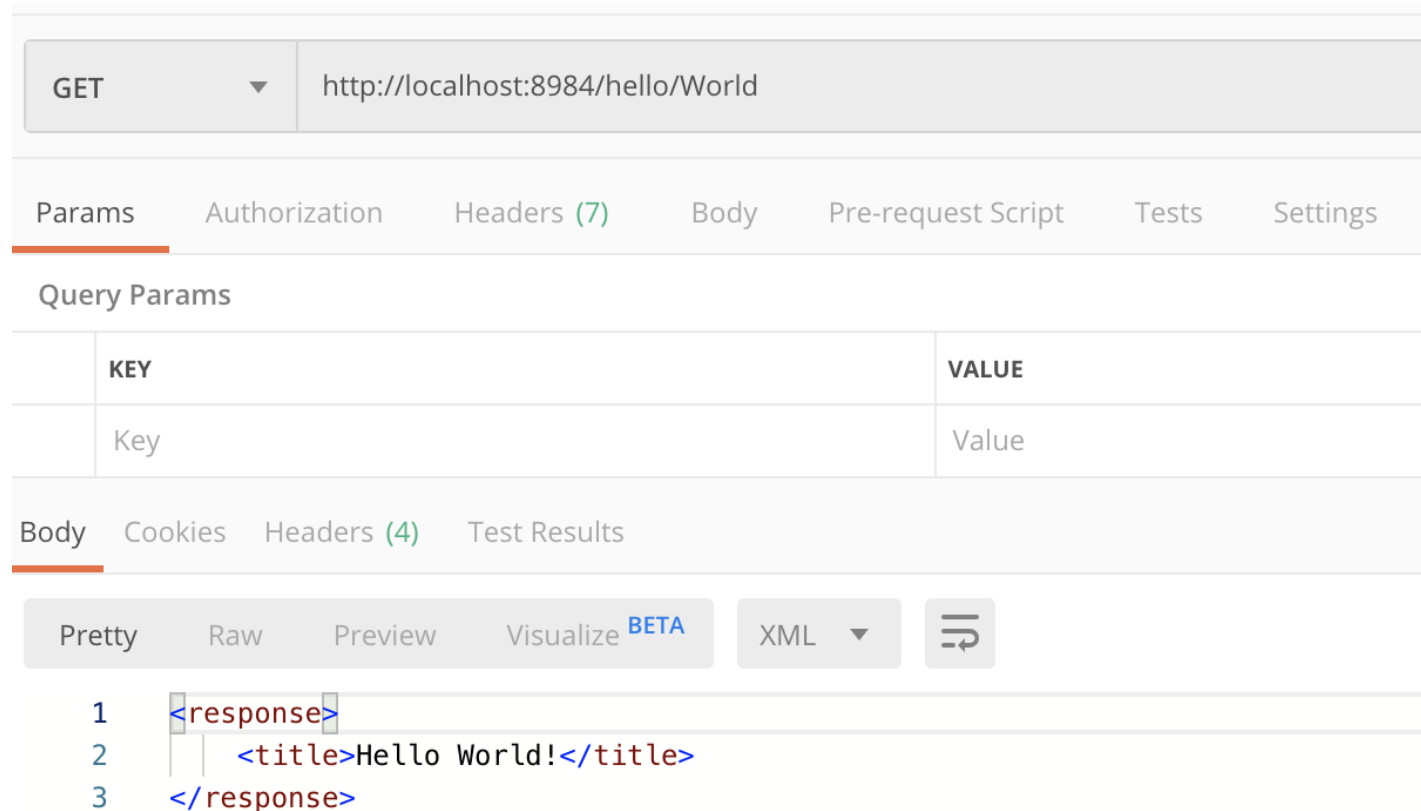 GET http://localhost:8984/hello/World
Params Authorization Headers (7) Body Pre-request Script Tests Settings
Query Params
KEY VALUE
Key Value
Body Cookies Headers (4) Test Results
Pretty Raw Preview Visualize BETA XML
1 <response>
2 <title>Hello World!</title>
3 </response>